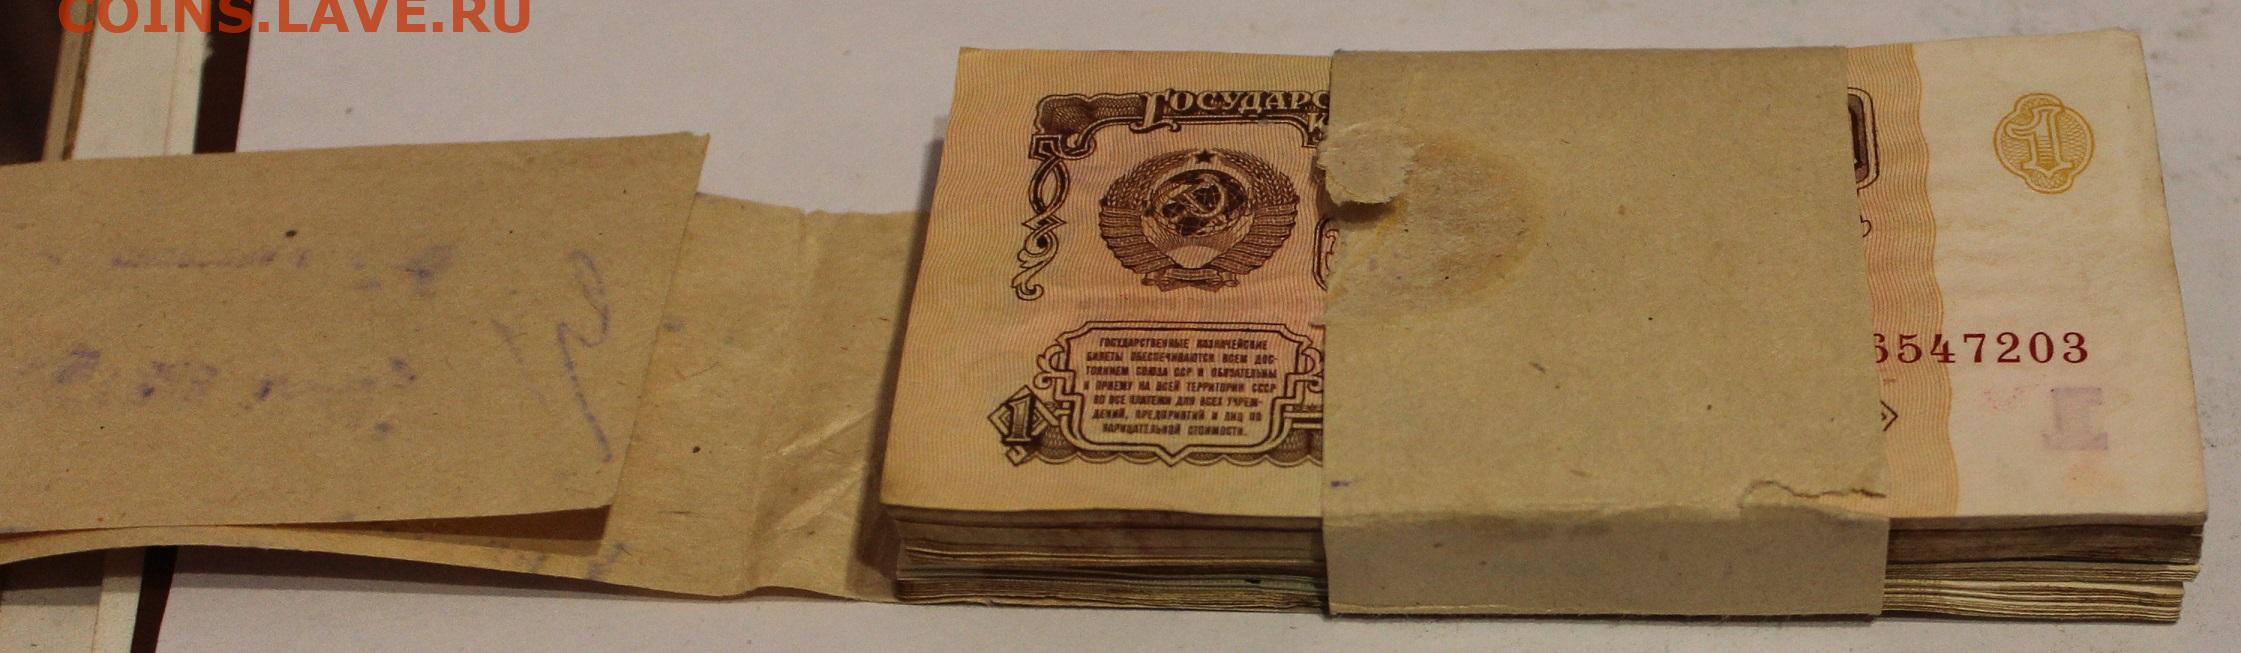 COINS.LAVE.RU
ГОСУДАРС
К
1
6547203
ГОСУДАРСТВЕННЫЕ КАЗНАЧЕЙСКИЕ
БИЛЕТЫ ОБЕСПЕЧИВАЮТСЯ ВСЕМ ДОС-
ТОЯНИЕМ СОЮЗА ССР И ОБЯЗАТЕЛЬНЫ
К ПРИЕМУ НА ВСЕЙ ТЕРРИТОРИИ СССР
ВО ВСЕ ПЛАТЕЖИ ДЛЯ ВСЕХ УЧРЕЖ-
ДЕНИЙ, ПРЕДПРИЯТИЙ И ЛИЦ ПО
НАРИЦАТЕЛЬНОЙ СТОИМОСТИ.
1